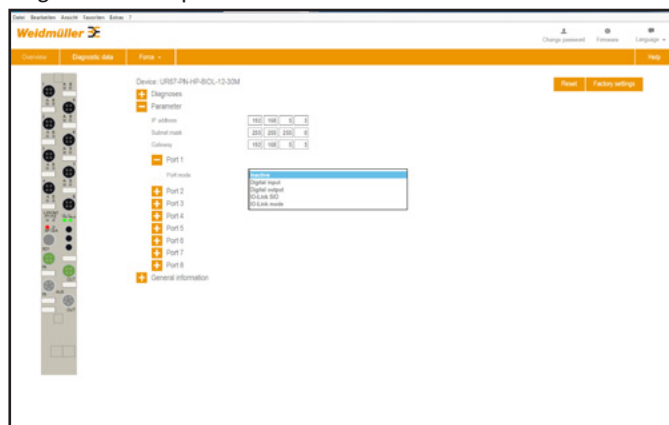 Datei Bearbeiten Ansicht Favoriten Extras ?
Weidmüller
Change password Firmware Language
Overview Diagnostic data Force Help
Device: UR67-PN-HP-8IOL-12-30M
Reset Factory settings
Diagnoses
Parameter
IP address 192 168
Subnet mask 255 255 255 0
Gateway 192 168
Port 1
Port mode
Inactive
Digital input
Digital output
IO-Link SIO
IO-Link mode
Port 2
Port 3
Port 4
Port 5
Port 6
Port 7
Port 8
General information